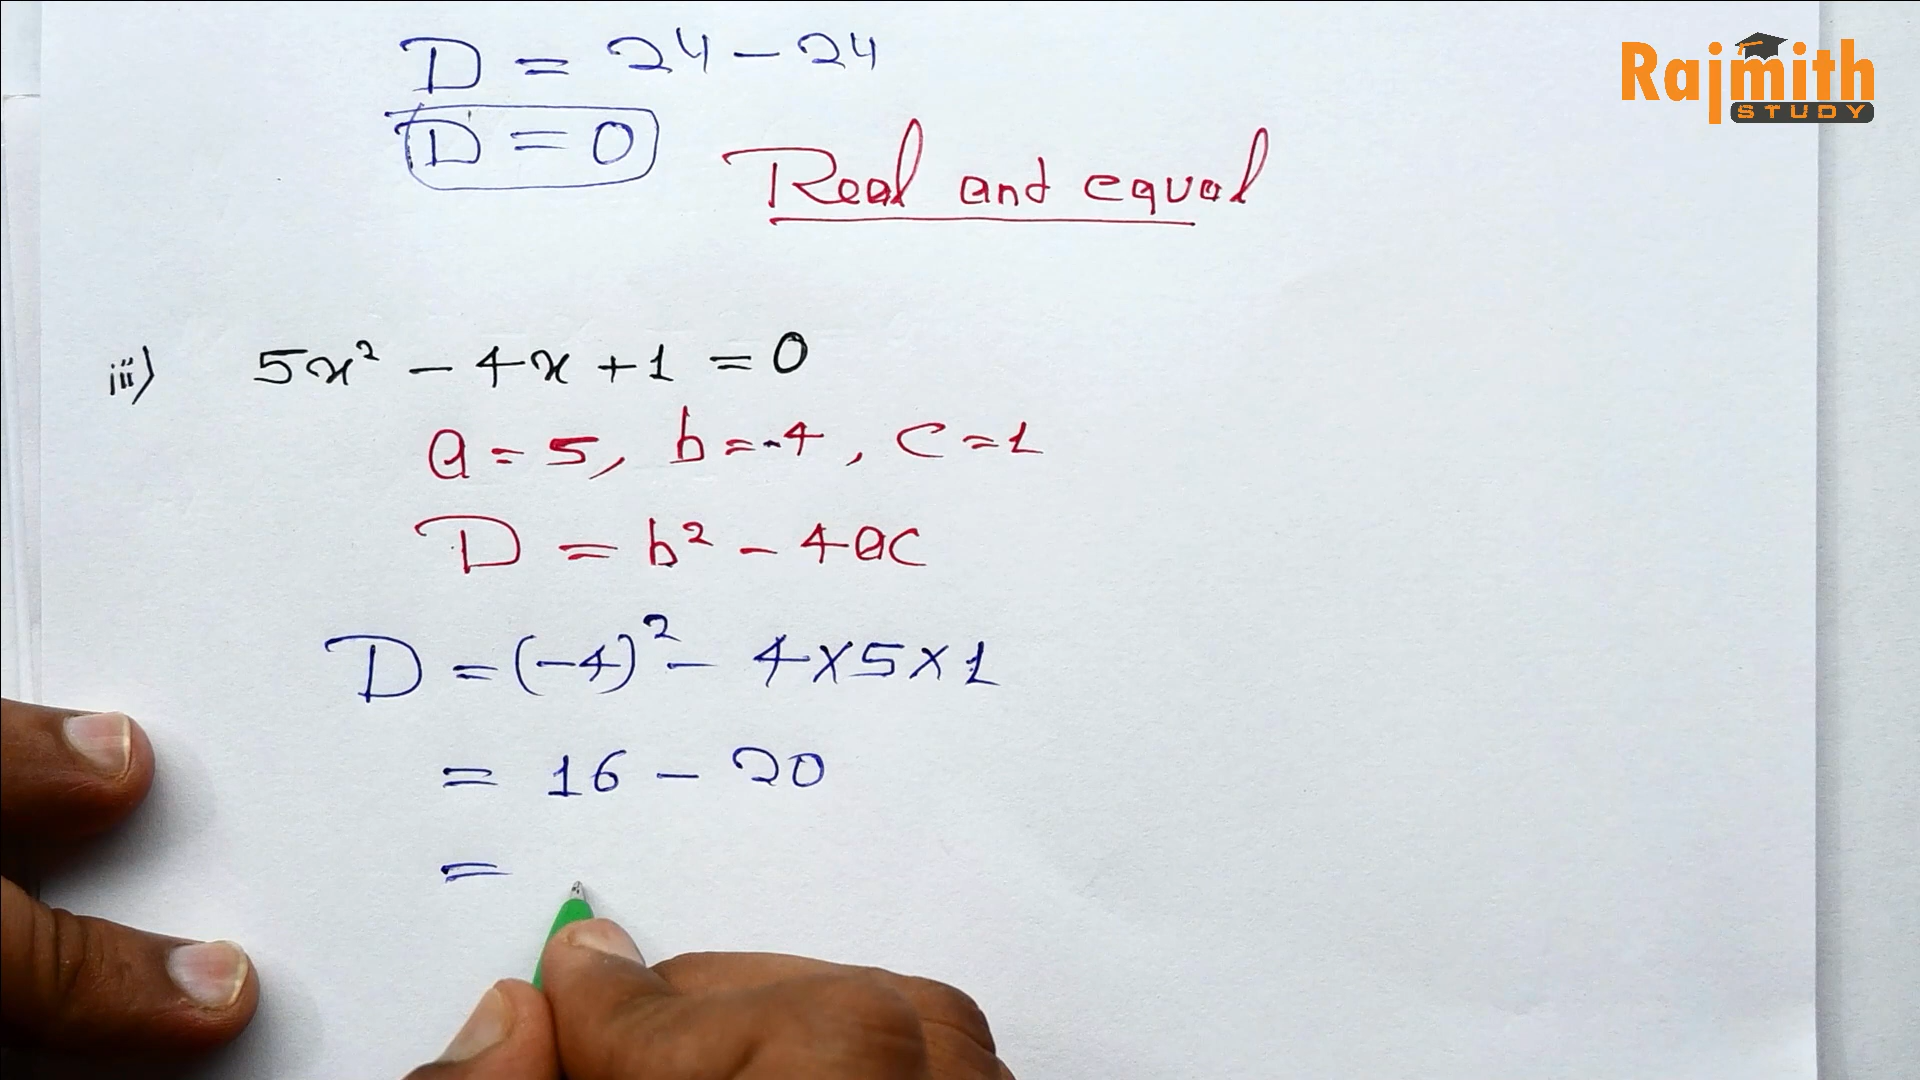 D = 24 - 24
Rajmith
STUDY
D = 0
Real and equal
iii) 5x² - 4x + 1 = 0
a = 5, b = -4, c = 1
D = b² - 4ac
D = (-4)² - 4 × 5 × 1
= 16 - 20
=